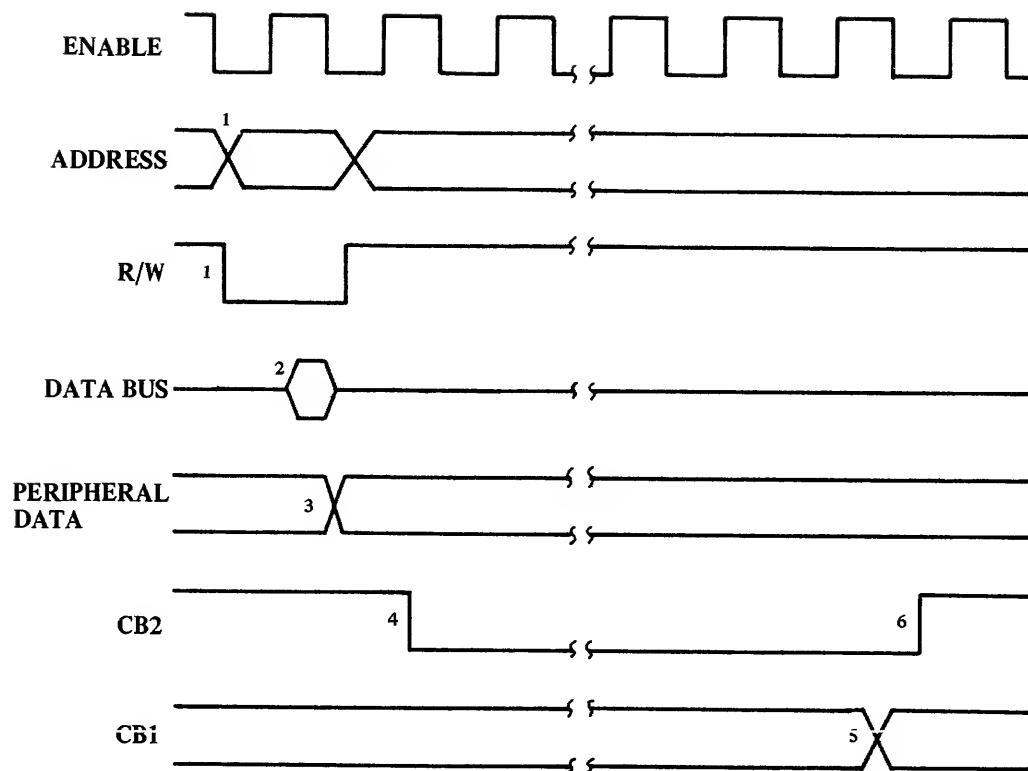 ENABLE
1
ADDRESS
1
R/W
2
DATA BUS
3
PERIPHERAL
DATA
4
6
CB2
5
CB1